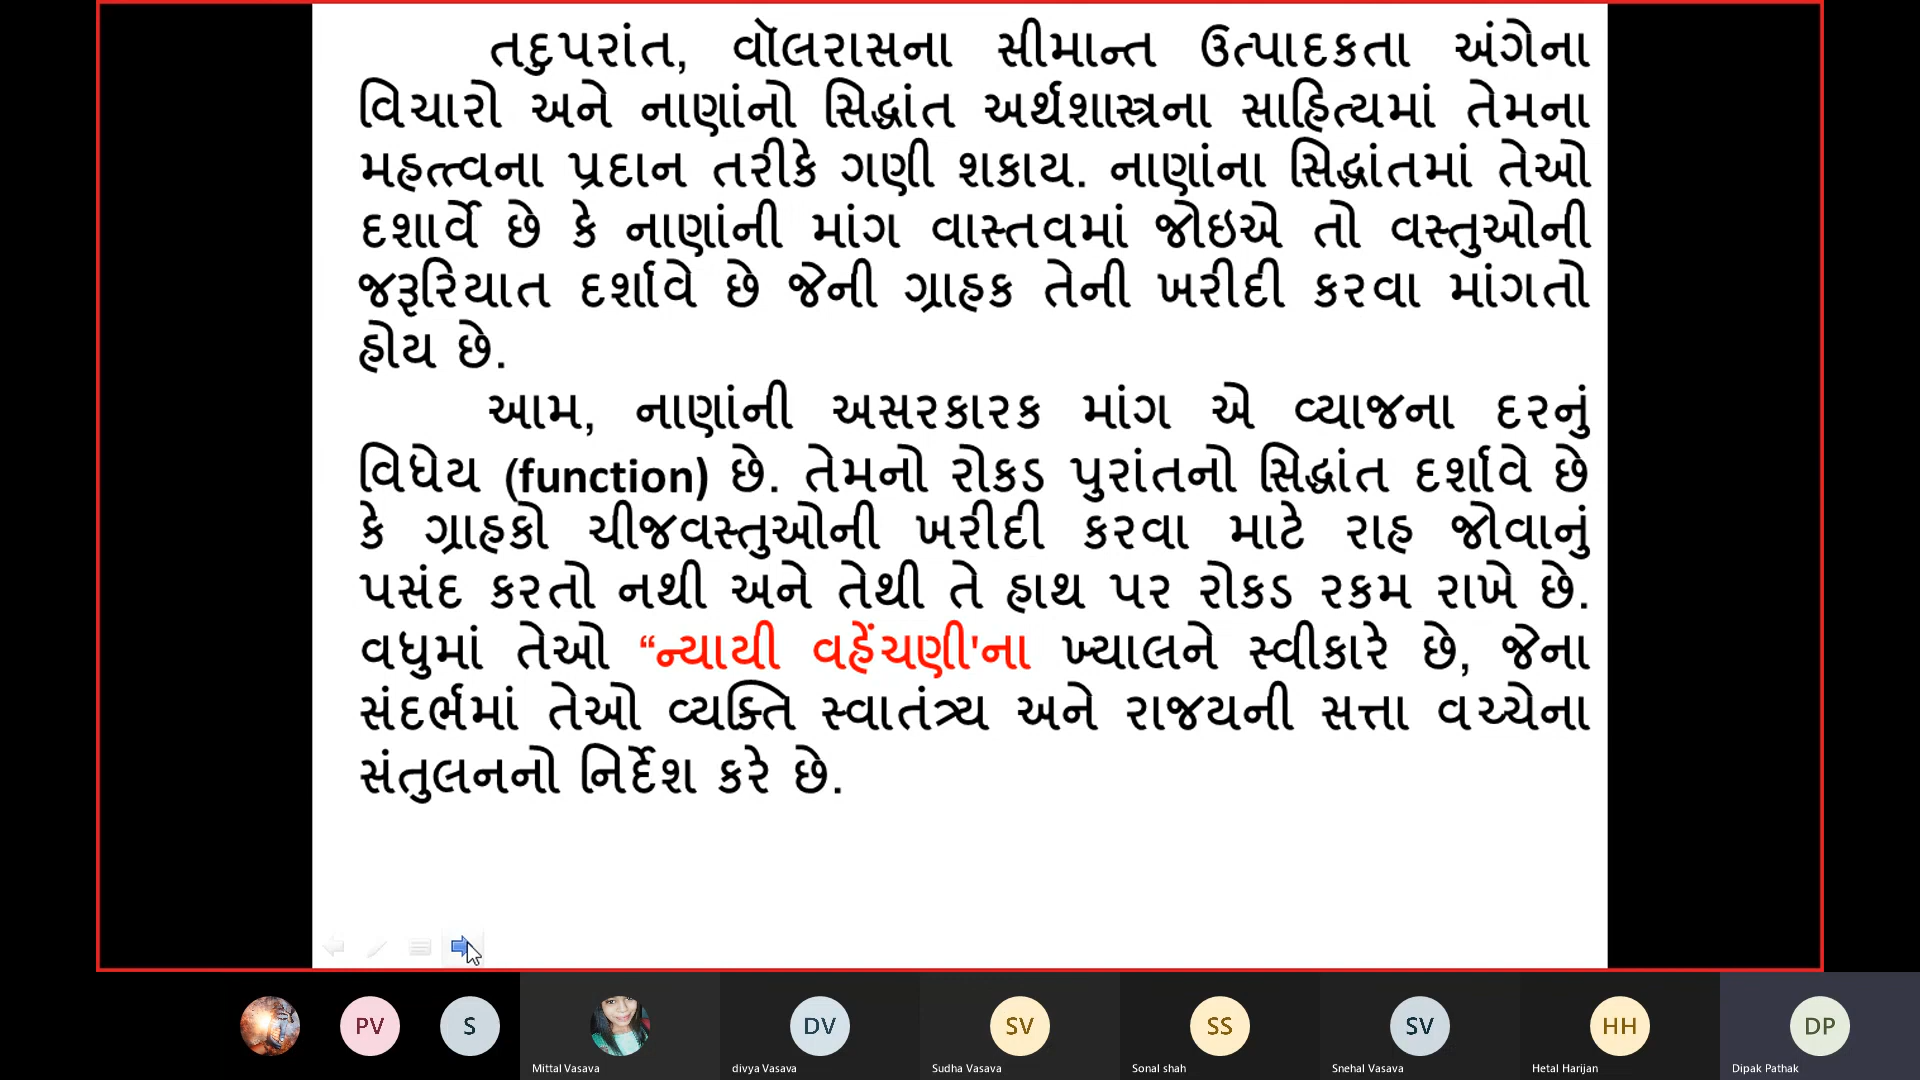 તદુપરાંત, વૉલરાસના સીમાન્ત ઉત્પાદકતા અંગેના
વિચારો અને નાણાંનો સિદ્ધાંત અર્થશાસ્ત્રના સાહિત્યમાં તેમના
મહત્ત્વના પ્રદાન તરીકે ગણી શકાય. નાણાંના સિદ્ધાંતમાં તેઓ
દશાર્વે છે કે નાણાંની માંગ વાસ્તવમાં જોઇએ તો વસ્તુઓની
જરૂરિયાત દર્શાવે છે જેની ગ્રાહક તેની ખરીદી કરવા માંગતો
હોય છે.
આમ, નાણાંની અસરકારક માંગ એ વ્યાજના દરનું
વિધેય (function) છે. તેમનો રોકડ પુરાંતનો સિદ્ધાંત દર્શાવે છે
કે ગ્રાહકો ચીજવસ્તુઓની ખરીદી કરવા માટે રાહ જોવાનું
પસંદ કરતો નથી અને તેથી તે હાથ પર રોકડ રકમ રાખે છે.
વધુમાં તેઓ “ન્યાયી વહેંચણી'ના ખ્યાલને સ્વીકારે છે, જેના
સંદર્ભમાં તેઓ વ્યક્તિ સ્વાતંત્ર્ય અને રાજયની સત્તા વચ્ચેના
સંતુલનનો નિર્દેશ કરે છે.
PV S DV SV SS SV HH DP
Mittal Vasava divya Vasava Sudha Vasava Sonal shah Snehal Vasava Hetal Harijan Dipak Pathak